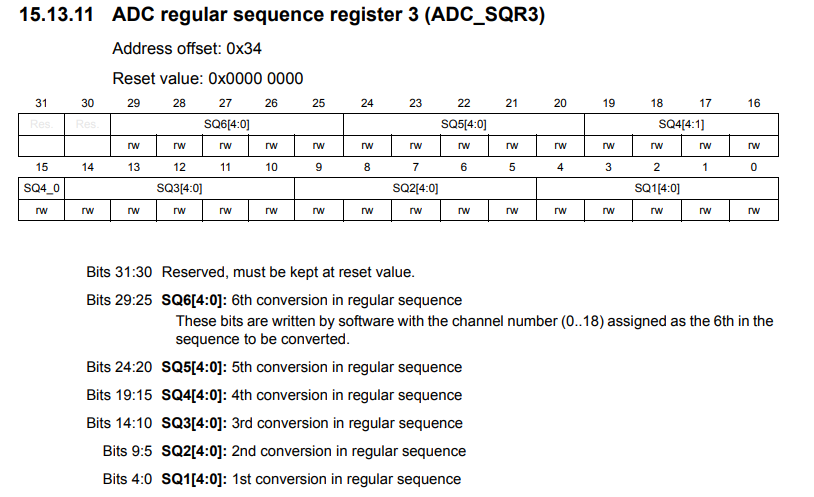 15.13.11 ADC regular sequence register 3 (ADC_SQR3)
Address offset: 0x34
Reset value: 0x0000 0000
31 30 29 28 27 26 25 24 23 22 21 20 19 18 17 16
Res. Res. SQ6[4:0] SQ5[4:0] SQ4[4:1]
rw rw rw rw rw rw rw rw rw rw rw rw rw rw
15 14 13 12 11 10 9 8 7 6 5 4 3 2 1 0
SQ4_0 SQ3[4:0] SQ2[4:0] SQ1[4:0]
rw rw rw rw rw rw rw rw rw rw rw rw rw rw rw rw
Bits 31:30 Reserved, must be kept at reset value.
Bits 29:25 SQ6[4:0]: 6th conversion in regular sequence
These bits are written by software with the channel number (0..18) assigned as the 6th in the
sequence to be converted.
Bits 24:20 SQ5[4:0]: 5th conversion in regular sequence
Bits 19:15 SQ4[4:0]: 4th conversion in regular sequence
Bits 14:10 SQ3[4:0]: 3rd conversion in regular sequence
Bits 9:5 SQ2[4:0]: 2nd conversion in regular sequence
Bits 4:0 SQ1[4:0]: 1st conversion in regular sequence